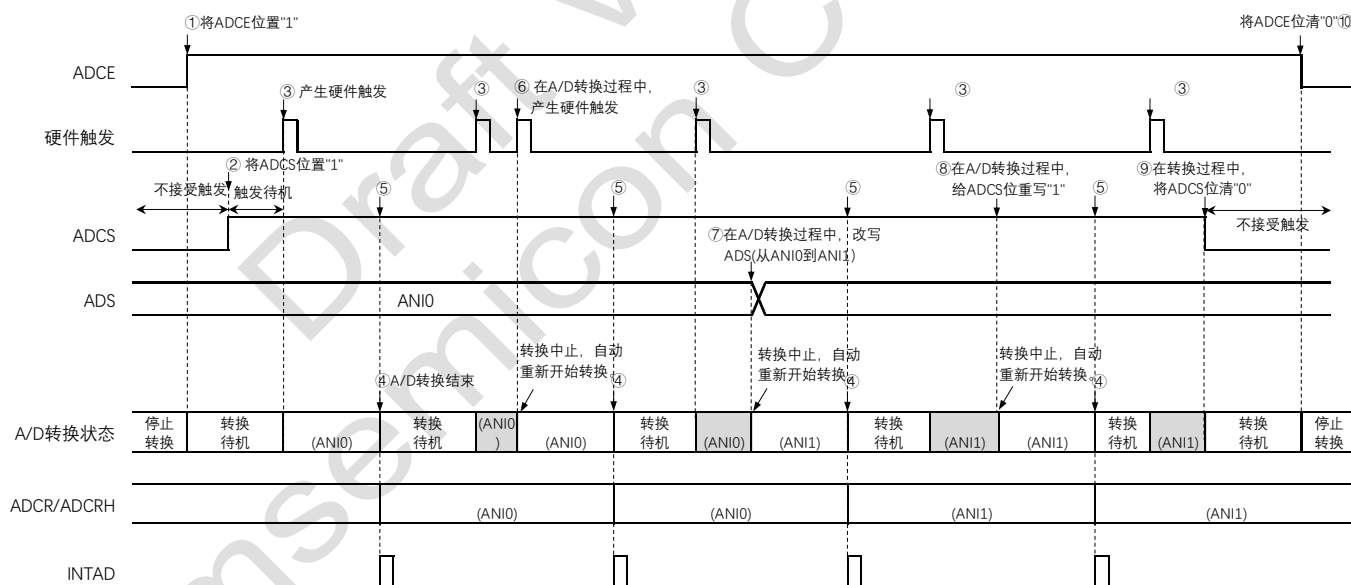 ①将ADCE位置"1"
将ADCE位清"0"⑩
ADCE
③ 产生硬件触发
③
⑥ 在A/D转换过程中，
产生硬件触发
③
③
③
硬件触发
② 将ADCS位置"1"
⑧在A/D转换过程中，
给ADCS位重写"1"
⑨在转换过程中，
将ADCS位清"0"
不接受触发
触发待机
⑤
⑤
⑤
⑤
不接受触发
ADCS
⑦在A/D转换过程中，改写
ADS(从ANI0到ANI1)
ADS
ANI0
转换中止，自动
重新开始转换。
转换中止，自动
重新开始转换。
转换中止，自动
重新开始转换。
④A/D转换结束
④
④
④
A/D转换状态
停止
转换
转换
待机
(ANI0)
转换
待机
(ANI0
)
(ANI0)
转换
待机
(ANI0)
(ANI1)
转换
待机
(ANI1)
(ANI1)
转换
待机
(ANI1)
转换
待机
停止
转换
ADCR/ADCRH
(ANI0)
(ANI0)
(ANI1)
(ANI1)
INTAD
Draft
msemicon